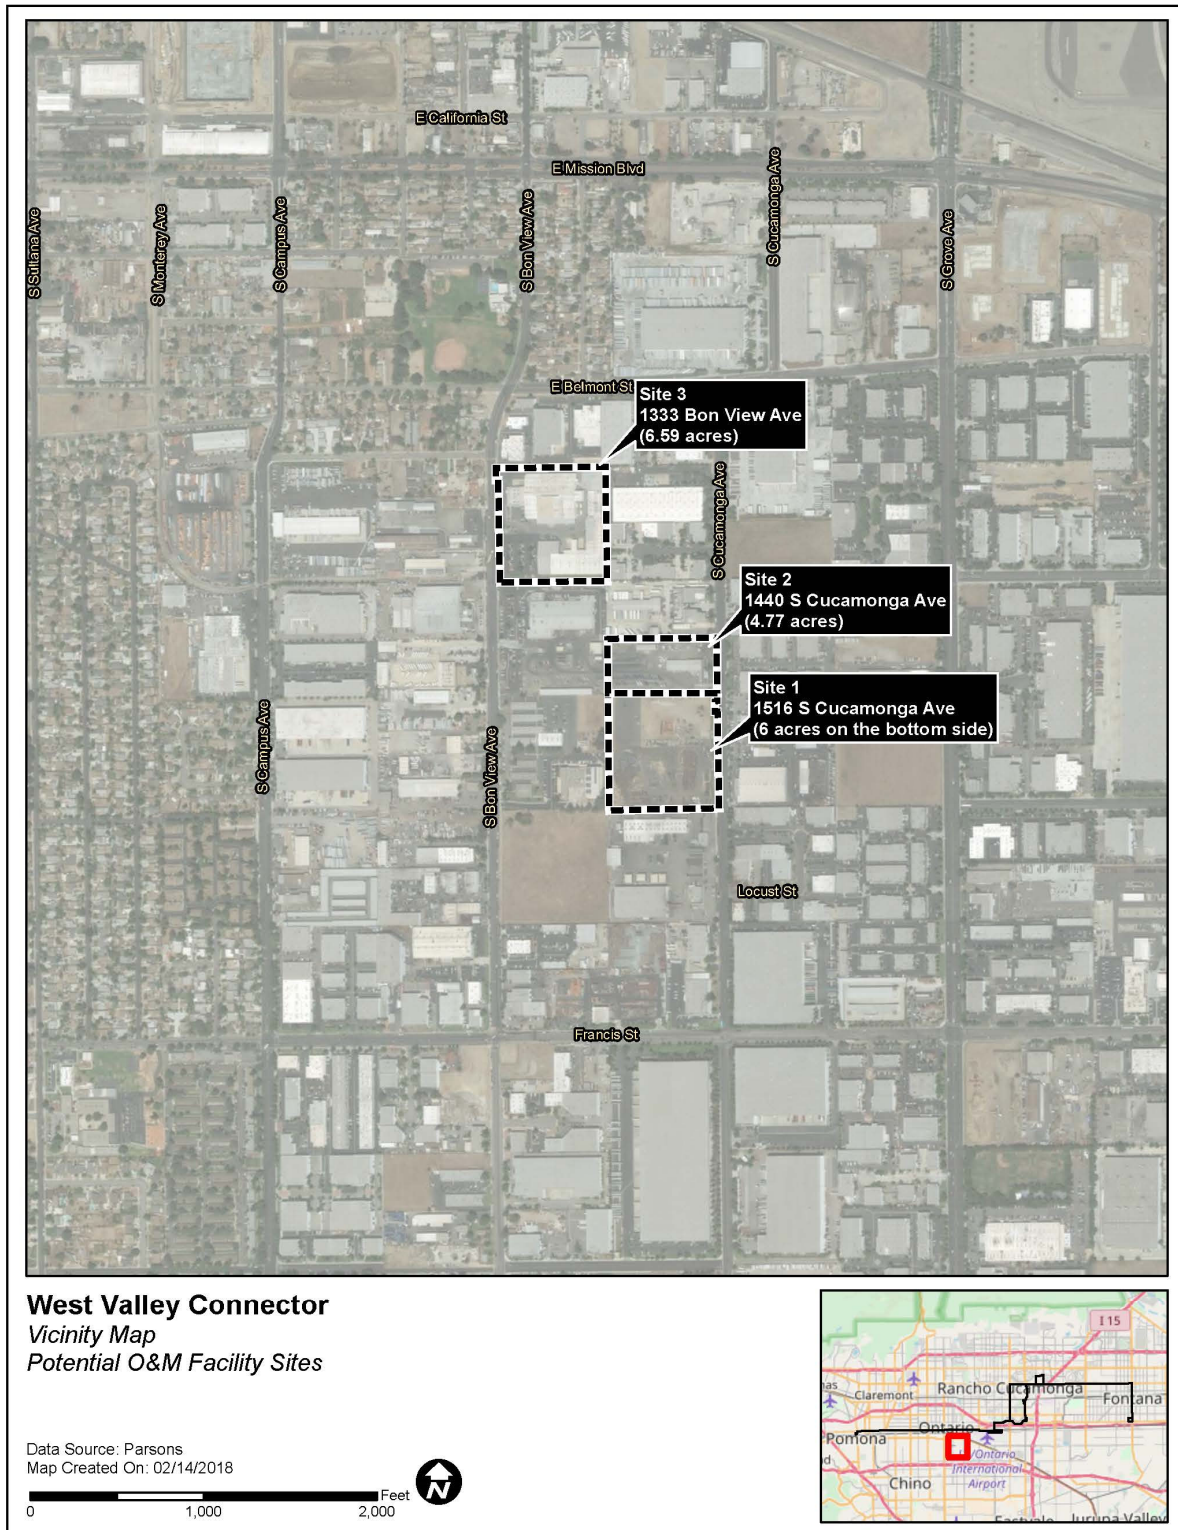 E California St
E Mission Blvd
S Cucamonga Ave
S Sultana Ave
S Monterey Ave
S Campus Ave
S Bon View Ave
S Grove Ave
E Belmont St
Site 3
1333 Bon View Ave
(6.59 acres)
S Cucamonga Ave
Site 2
1440 S Cucamonga Ave
(4.77 acres)
Site 1
1516 S Cucamonga Ave
(6 acres on the bottom side)
S Campus Ave
S Bon View Ave
Locust St
Francis St
West Valley Connector
Vicinity Map
Potential O&M Facility Sites
Data Source: Parsons
Map Created On: 02/14/2018
Feet
0
1,000
2,000
N
I 15
Claremont
Rancho Cucamonga
Fontana
Ontario
Pomona
/Ontario
International
Airport
Chino
Eastvale
Jurupa Valley